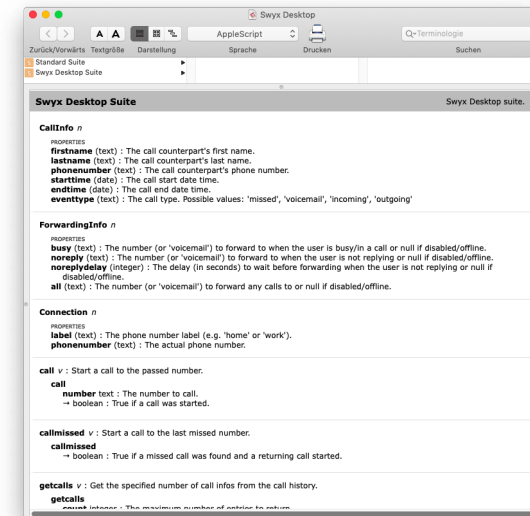 Swyx Desktop
AppleScript
Terminologie
Zurück/Vorwärts Textgröße Darstellung Sprache Drucken Suchen
Standard Suite
Swyx Desktop Suite
Swyx Desktop Suite Swyx Desktop suite.
CallInfo n
PROPERTIES
firstname (text) : The call counterpart's first name.
lastname (text) : The call counterpart's last name.
phonenumber (text) : The call counterpart's phone number.
starttime (date) : The call start date time.
endtime (date) : The call end date time.
eventtype (text) : The call type. Possible values: 'missed', 'voicemail', 'incoming', 'outgoing'
ForwardingInfo n
PROPERTIES
busy (text) : The number (or 'voicemail') to forward to when the user is busy/in a call or null if disabled/offline.
noreply (text) : The number (or 'voicemail') to forward to when the user is not replying or null if disabled/offline.
noreplydelay (integer) : The delay (in seconds) to wait before forwarding when the user is not replying or null if
disabled/offline.
all (text) : The number (or 'voicemail') to forward any calls to or null if disabled/offline.
Connection n
PROPERTIES
label (text) : The phone number label (e.g. 'home' or 'work').
phonenumber (text) : The actual phone number.
call v : Start a call to the passed number.
call
number text : The number to call.
→ boolean : True if a call was started.
callmissed v : Start a call to the last missed number.
callmissed
→ boolean : True if a missed call was found and a returning call started.
getcalls v : Get the specified number of call infos from the call history.
getcalls
count integer : The maximum number of entries to return